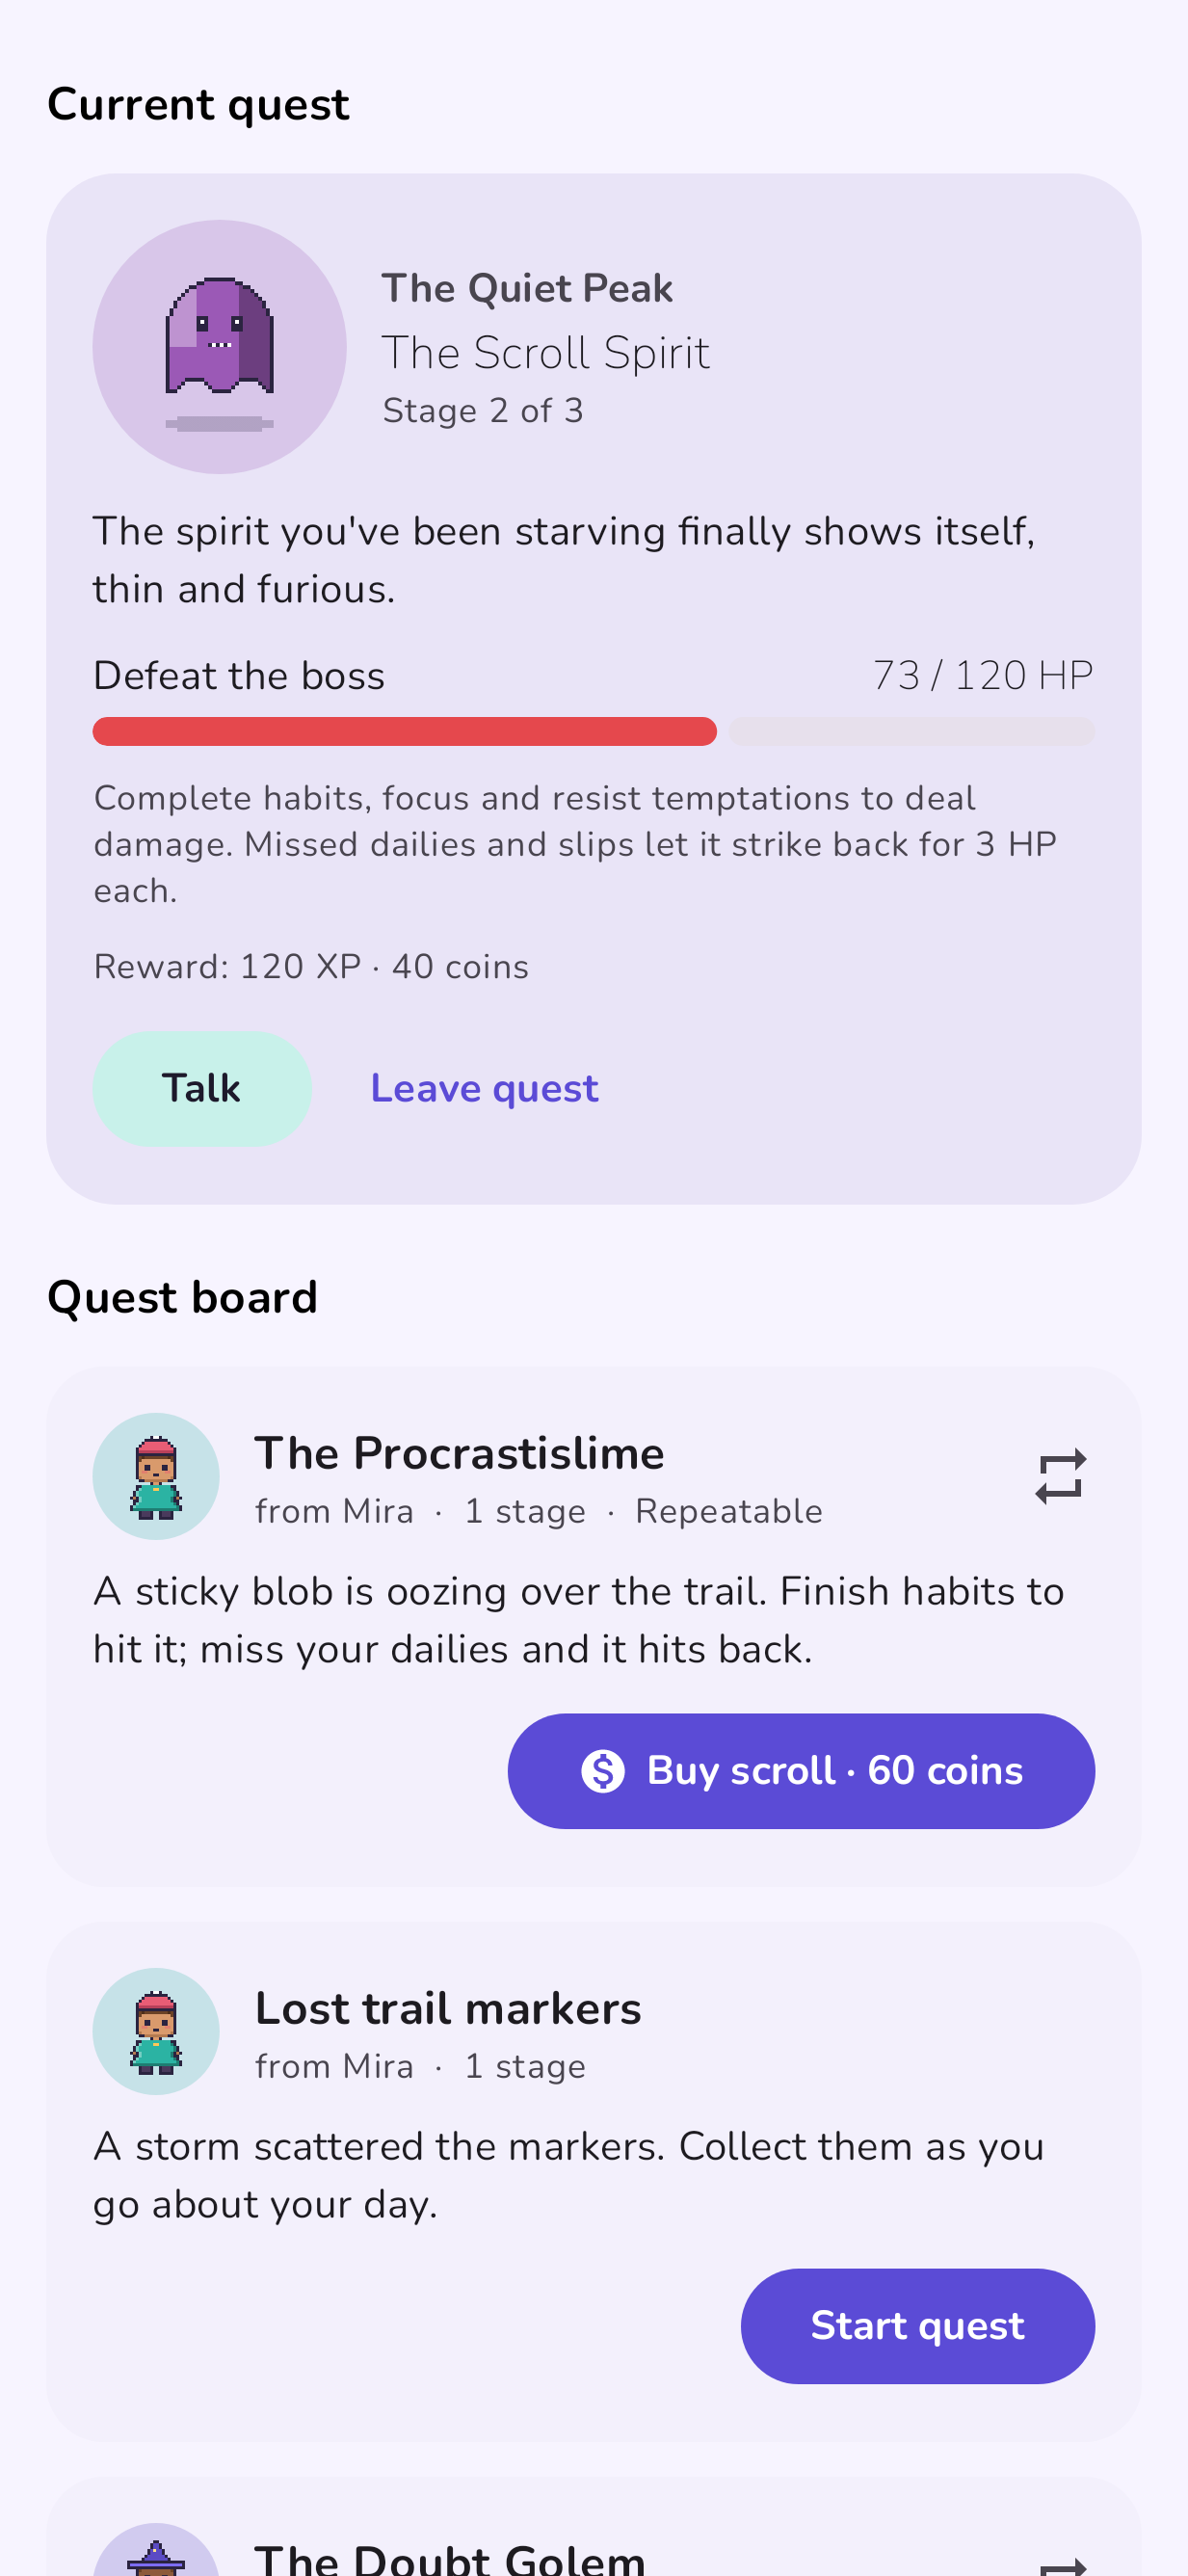 Current quest
The Quiet Peak
The Scroll Spirit
Stage 2 of 3
The spirit you've been starving finally shows itself,
thin and furious.
Defeat the boss
73 / 120 HP
Complete habits, focus and resist temptations to deal
damage. Missed dailies and slips let it strike back for 3 HP
each.
Reward: 120 XP · 40 coins
Talk
Leave quest
Quest board
The Procrastislime
from Mira · 1 stage · Repeatable
A sticky blob is oozing over the trail. Finish habits to
hit it; miss your dailies and it hits back.
Buy scroll · 60 coins
Lost trail markers
from Mira · 1 stage
A storm scattered the markers. Collect them as you
go about your day.
Start quest
The Doubt Golem